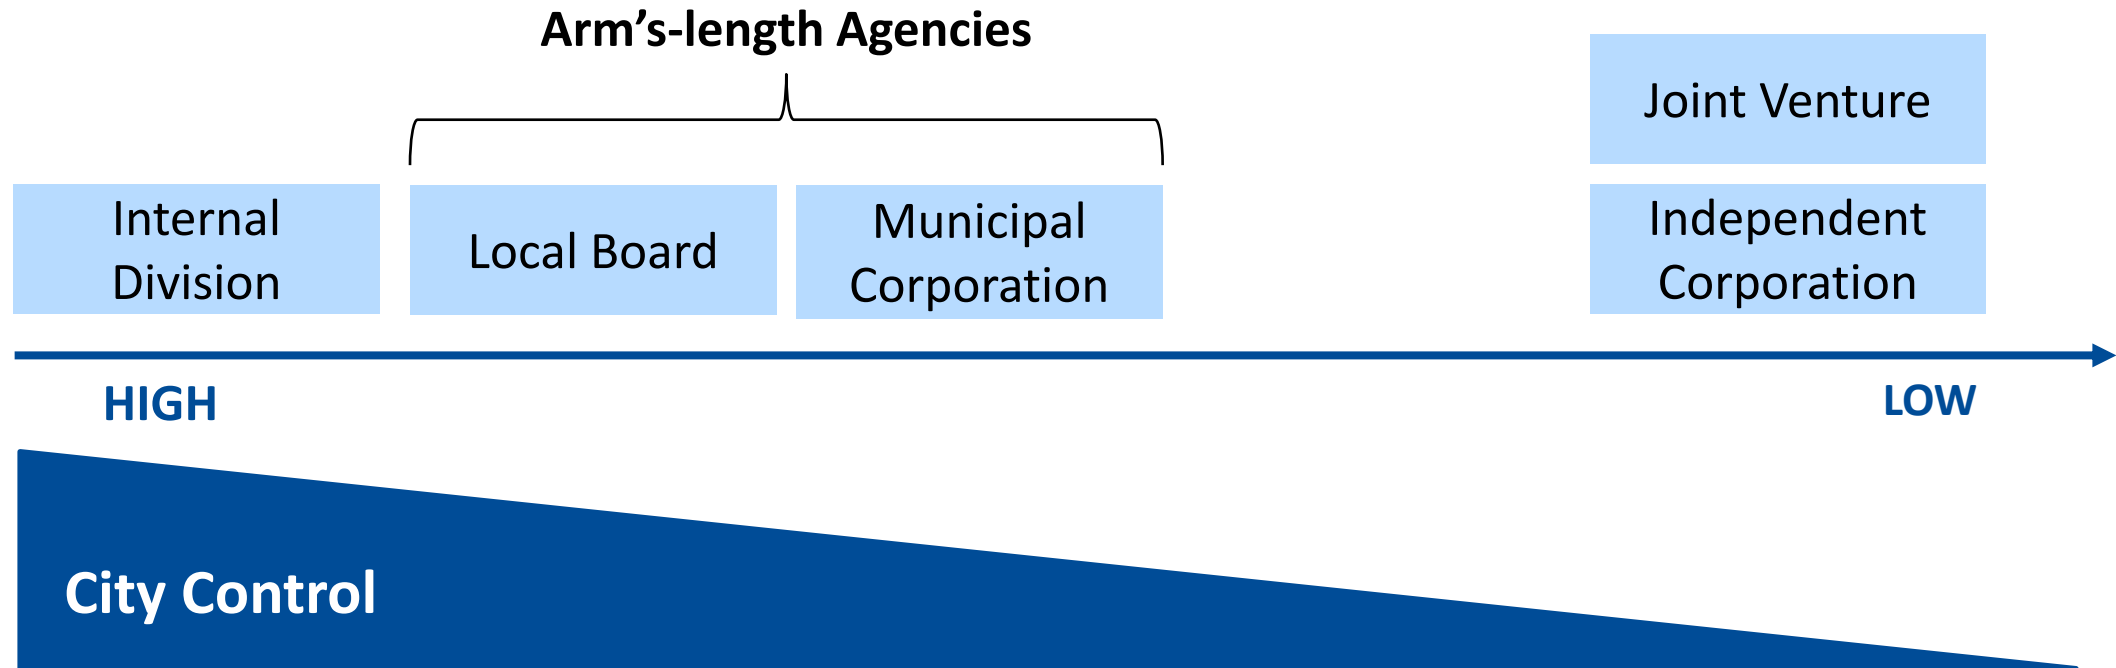 Arm’s-length Agencies
Joint Venture
Internal
Division
Local Board
Municipal
Corporation
Independent
Corporation
HIGH
LOW
City Control